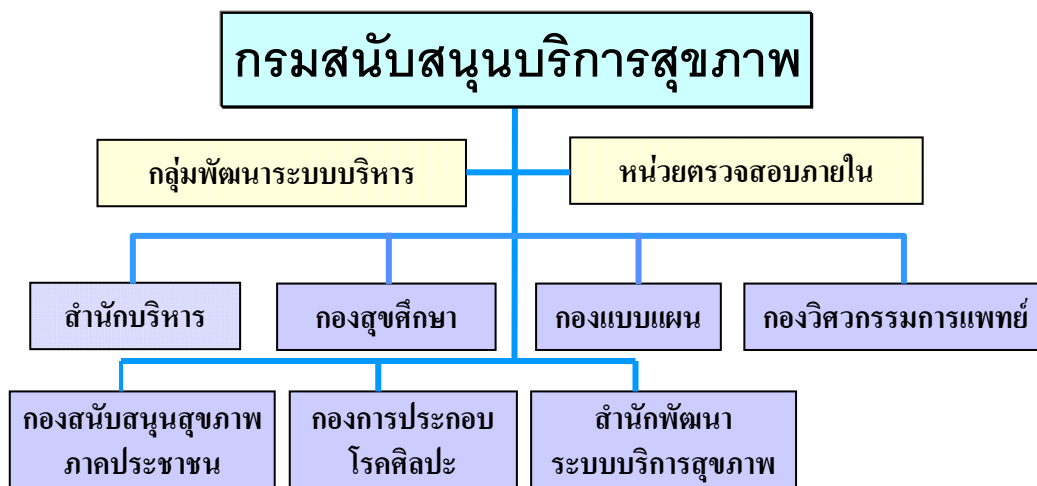 กรมสนับสนุนบริการสุขภาพ
กลุ่มพัฒนาระบบบริหาร
หน่วยตรวจสอบภายใน
สำนักบริหาร
กองสุขศึกษา
กองแบบแผน
กองวิศวกรรมการแพทย์
กองสนับสนุนสุขภาพ
ภาคประชาชน
กองการประกอบ
โรคศิลปะ
สำนักพัฒนา
ระบบบริการสุขภาพ